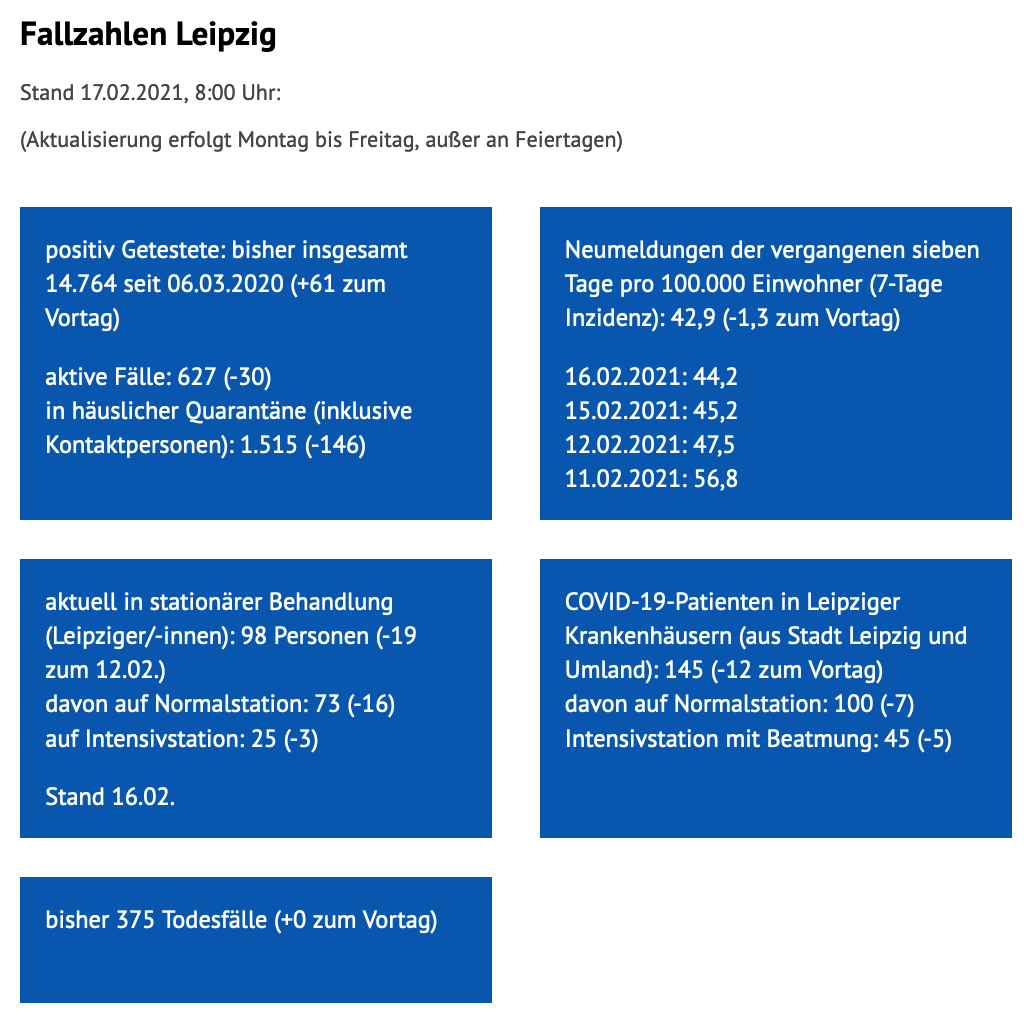 Fallzahlen Leipzig
Stand 17.02.2021, 8:00 Uhr:
(Aktualisierung erfolgt Montag bis Freitag, außer an Feiertagen)
positiv Getestete: bisher insgesamt
14.764 seit 06.03.2020 (+61 zum
Vortag)
aktive Fälle: 627 (-30)
in häuslicher Quarantäne (inklusive
Kontaktpersonen): 1.515 (-146)
Neumeldungen der vergangenen sieben
Tage pro 100.000 Einwohner (7-Tage
Inzidenz): 42,9 (-1,3 zum Vortag)
16.02.2021: 44,2
15.02.2021: 45,2
12.02.2021: 47,5
11.02.2021: 56,8
aktuell in stationärer Behandlung
(Leipziger/-innen): 98 Personen (-19
zum 12.02.)
davon auf Normalstation: 73 (-16)
auf Intensivstation: 25 (-3)
Stand 16.02.
COVID-19-Patienten in Leipziger
Krankenhäusern (aus Stadt Leipzig und
Umland): 145 (-12 zum Vortag)
davon auf Normalstation: 100 (-7)
Intensivstation mit Beatmung: 45 (-5)
bisher 375 Todesfälle (+0 zum Vortag)